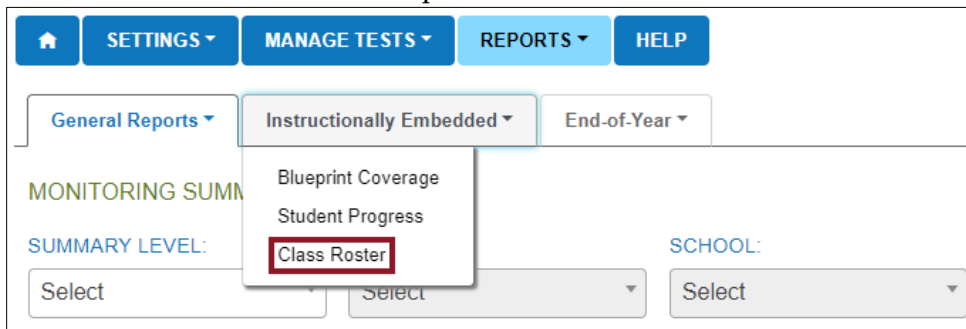 SETTINGS MANAGE TESTS REPORTS HELP
General Reports Instructionally Embedded End-of-Year
Blueprint Coverage
MONITORING SUMM
Student Progress
SUMMARY LEVEL: SCHOOL:
Class Roster
Select Select Select